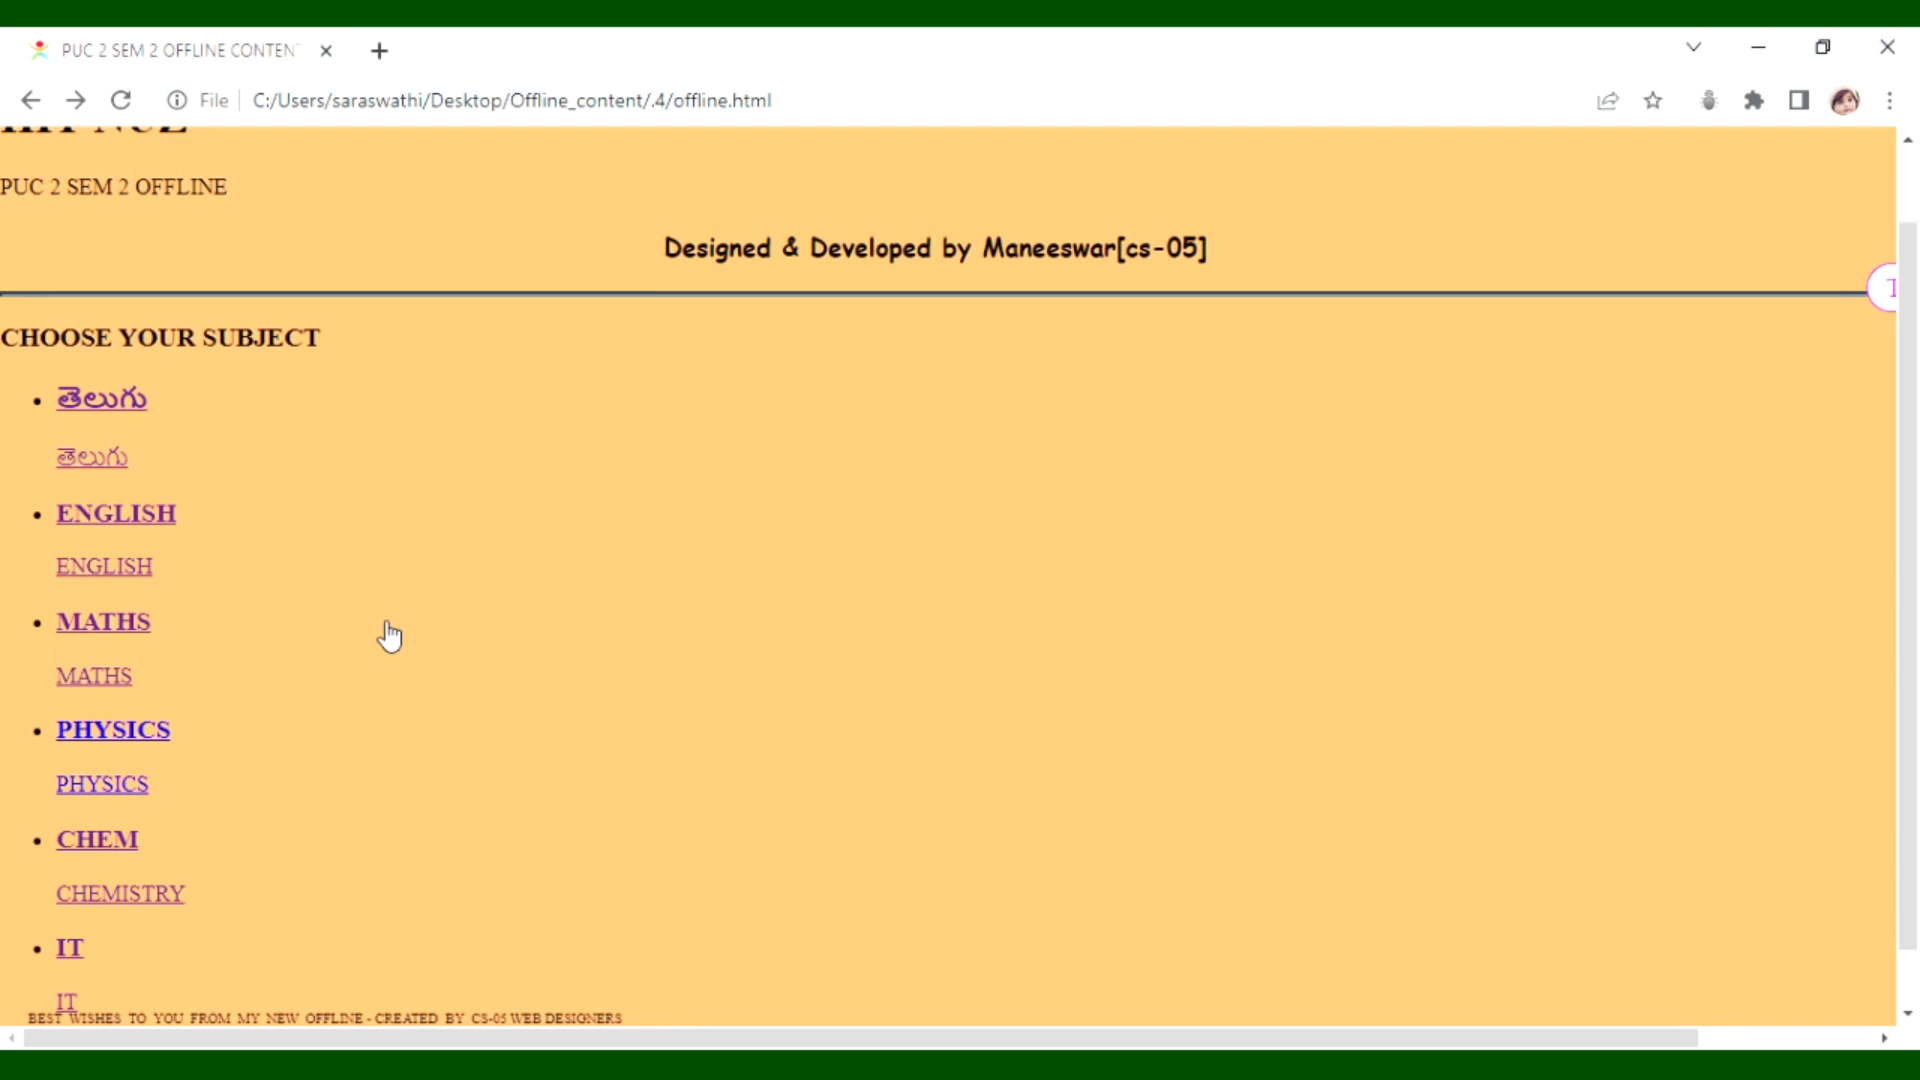 PUC 2 SEM 2 OFFLINE CONTEN
File
C:/Users/saraswathi/Desktop/Offline_content/.4/offline.html
PUC 2 SEM 2 OFFLINE
Designed & Developed by Maneeswar[cs-05]
CHOOSE YOUR SUBJECT
తెలుగు
తెలుగు
ENGLISH
ENGLISH
MATHS
MATHS
PHYSICS
PHYSICS
CHEM
CHEMISTRY
IT
IT
BEST WISHES TO YOU FROM MY NEW OFFLINE - CREATED BY CS-05 WEB DESIGNERS